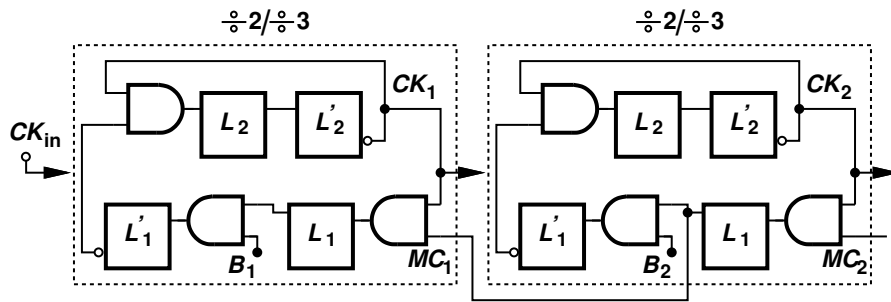 ÷2/÷3 ÷2/÷3
CK₁ CK₂
L₂ L'₂ L₂ L'₂
CKin
L'₁ L₁ L'₁ L₁
B₁ MC₁ B₂ MC₂